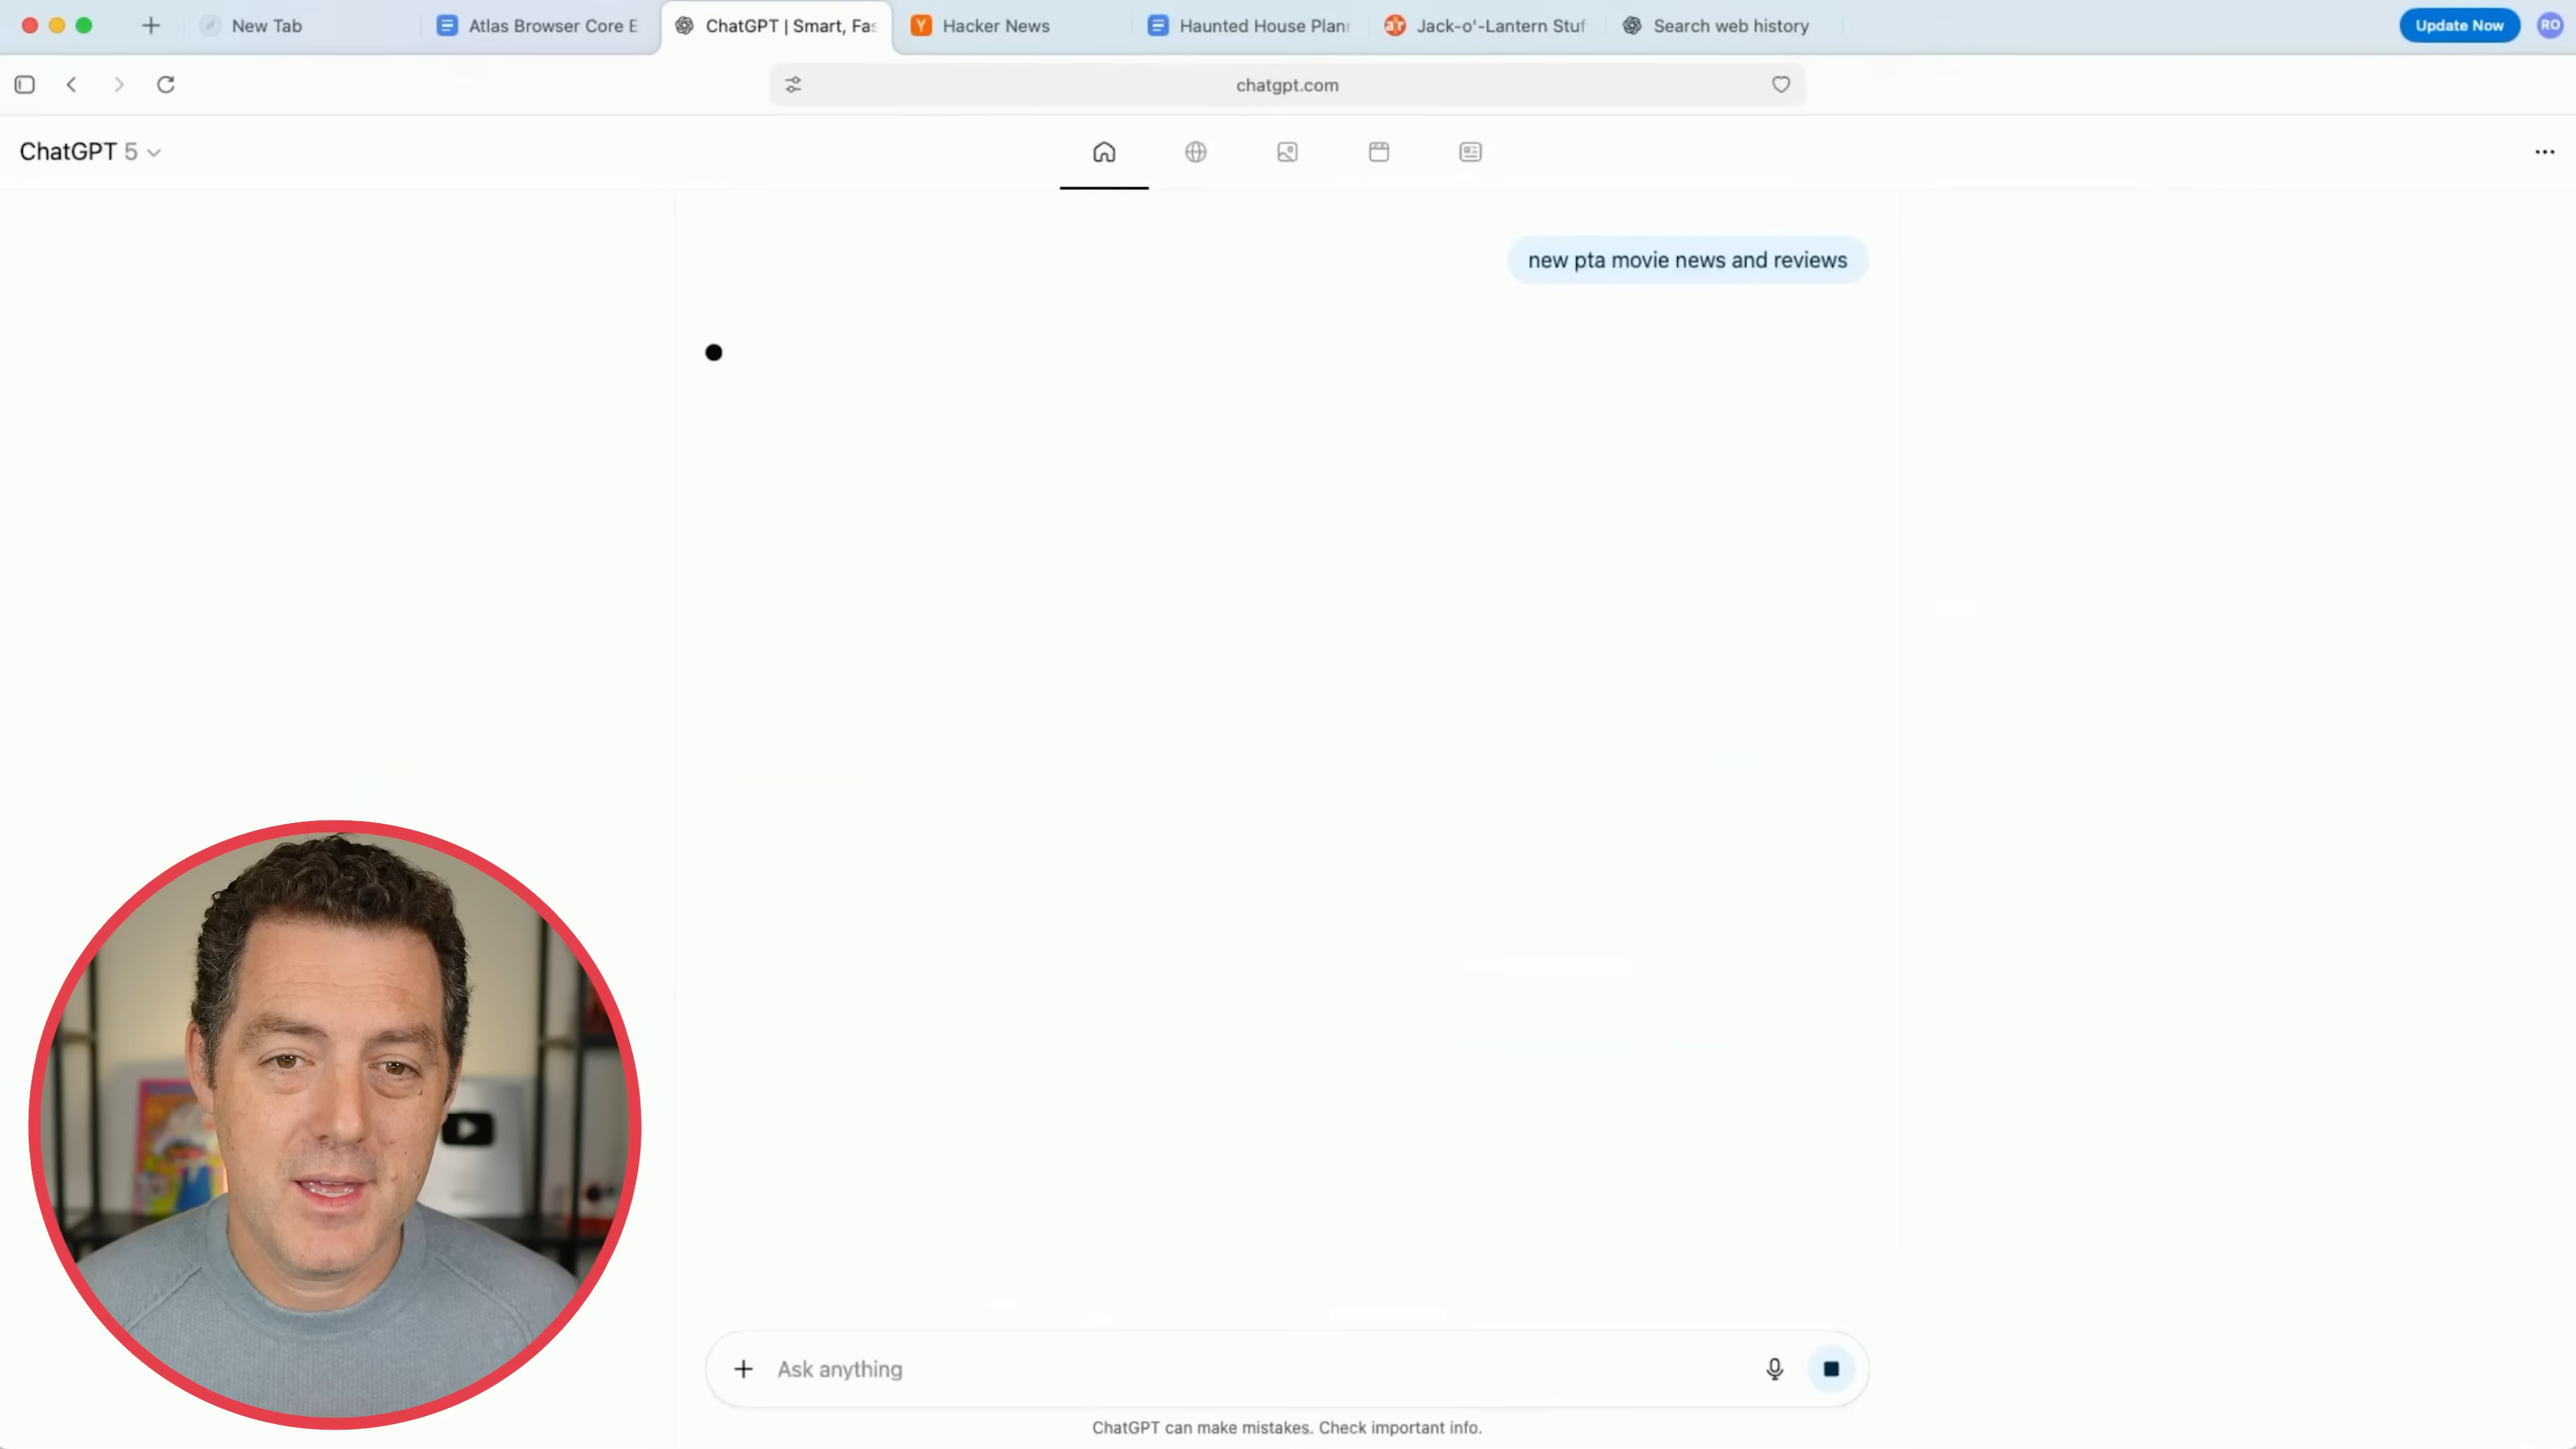 New Tab
Atlas Browser Core E
ChatGPT | Smart, Fas
Y Hacker News
Haunted House Plan
Jack-o'-Lantern Stuf
Search web history
Update Now
RO
chatgpt.com
ChatGPT 5
new pta movie news and reviews
Ask anything
ChatGPT can make mistakes. Check important info.